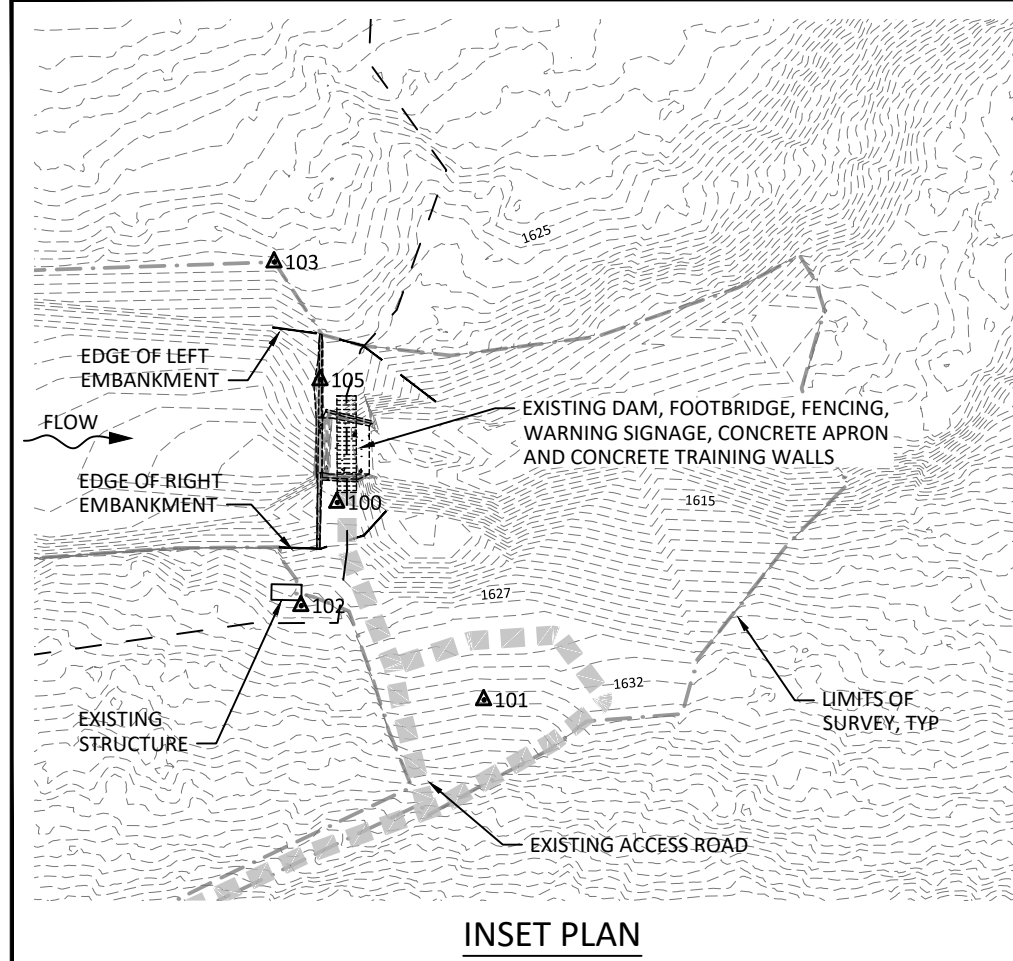 1625
103
EDGE OF LEFT
EMBANKMENT
105
FLOW
EXISTING DAM, FOOTBRIDGE, FENCING,
WARNING SIGNAGE, CONCRETE APRON
AND CONCRETE TRAINING WALLS
EDGE OF RIGHT
EMBANKMENT
100
1615
1627
102
1632
101
EXISTING
STRUCTURE
LIMITS OF
SURVEY, TYP
EXISTING ACCESS ROAD
INSET PLAN